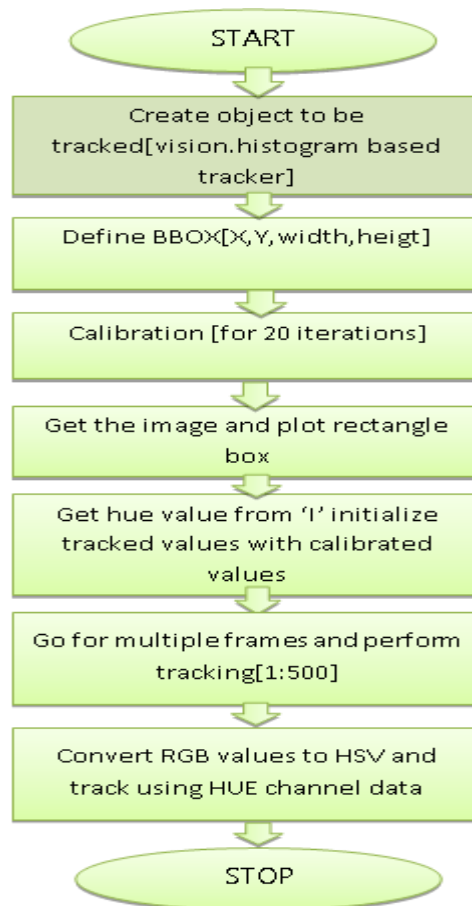 START
Create object to be
tracked[vision.histogram based
tracker]
Define BBOX[X,Y,width,heigt]
Calibration [for 20 iterations]
Get the image and plot rectangle
box
Get hue value from ‘I’ initialize
tracked values with calibrated
values
Go for multiple frames and perform
tracking[1:500]
Convert RGB values to HSV and
track using HUE channel data
STOP